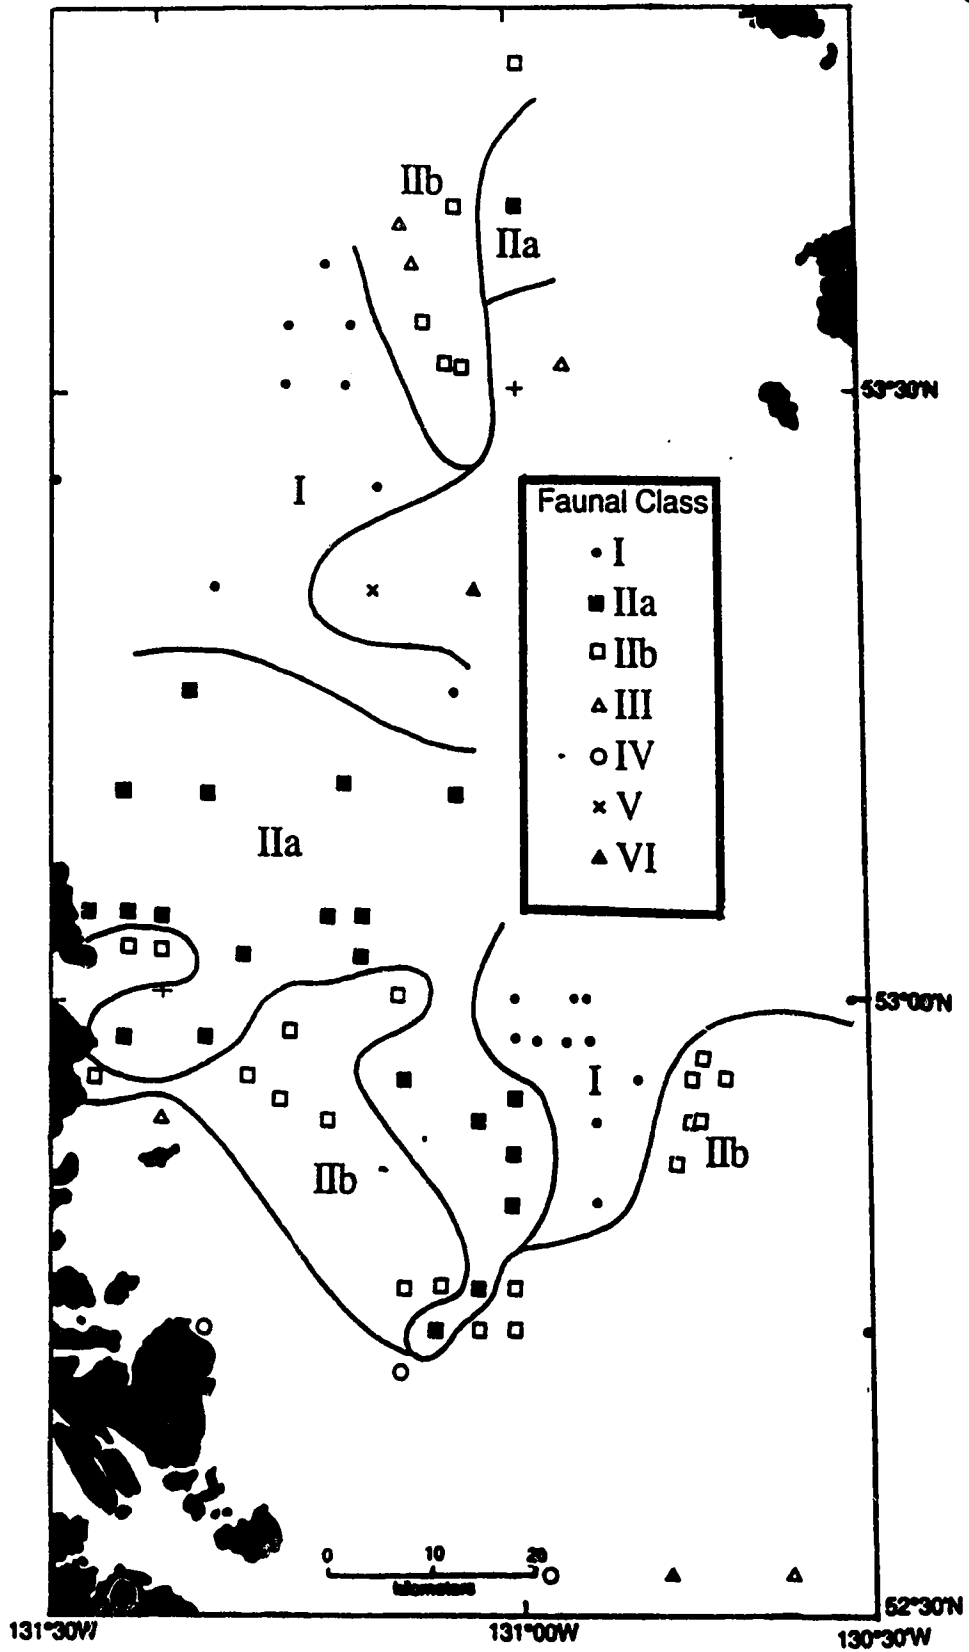 IIb
IIa
53°30'N
I
Faunal Class
I
IIa
IIb
III
IV
V
VI
IIa
53°00'N
I
IIb
IIb
0 10 20
kilometers
52°30'N
131°30'W 131°00'W 130°30'W